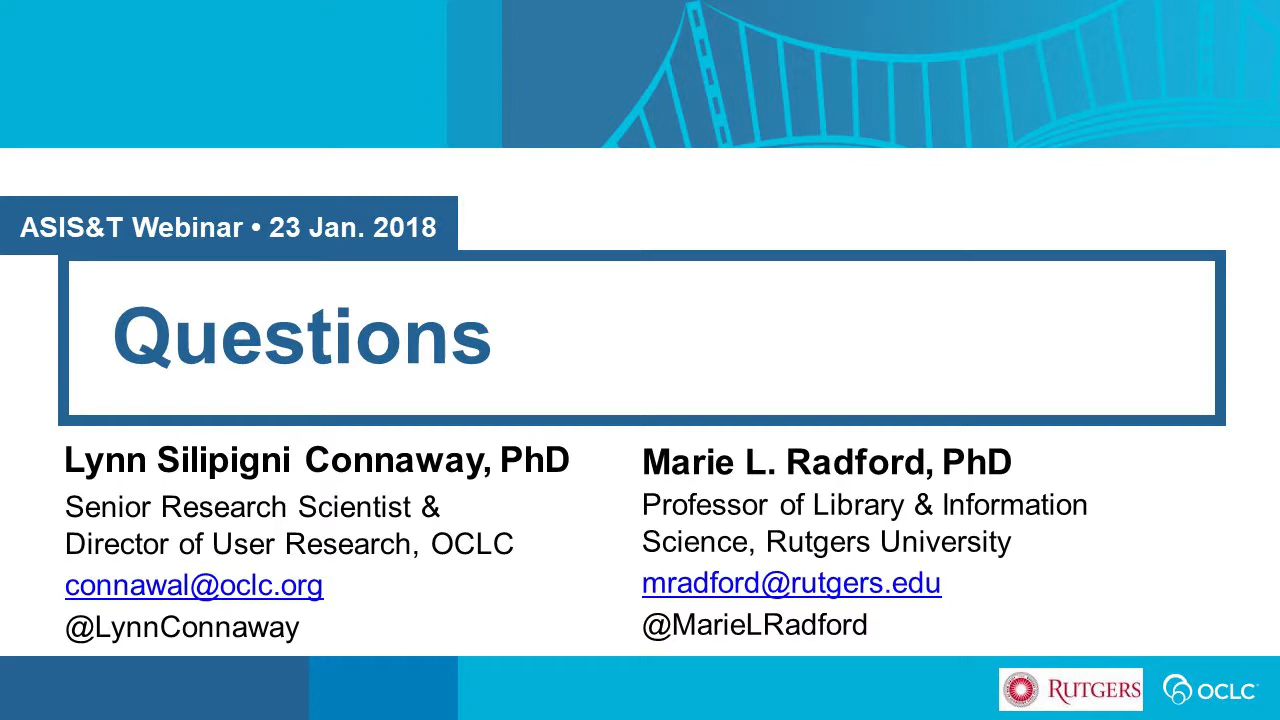 ASIS&T Webinar • 23 Jan. 2018
Questions
Lynn Silipigni Connaway, PhD
Senior Research Scientist &
Director of User Research, OCLC
connawal@oclc.org
@LynnConnaway
Marie L. Radford, PhD
Professor of Library & Information
Science, Rutgers University
mradford@rutgers.edu
@MarieLRadford
RUTGERS
OCLC